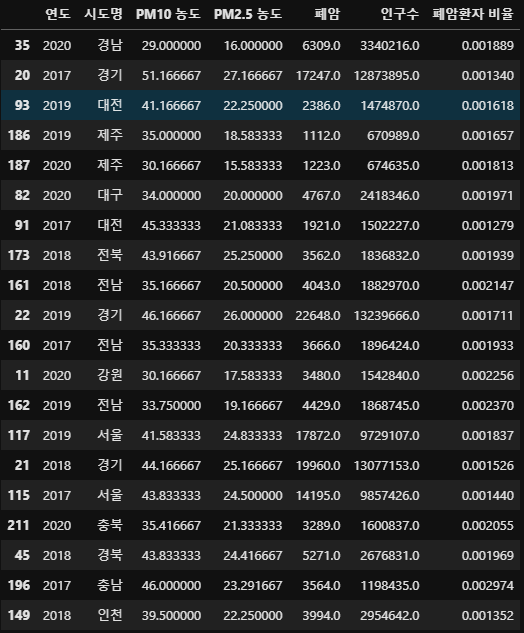 연도 시도명 PM10 농도 PM2.5 농도 폐암 인구수 폐암환자 비율
35 2020 경남 29.000000 16.000000 6309.0 3340216.0 0.001889
20 2017 경기 51.166667 27.166667 17247.0 12873895.0 0.001340
93 2019 대전 41.166667 22.250000 2386.0 1474870.0 0.001618
186 2019 제주 35.000000 18.583333 1112.0 670989.0 0.001657
187 2020 제주 30.166667 15.583333 1223.0 674635.0 0.001813
82 2020 대구 34.000000 20.000000 4767.0 2418346.0 0.001971
91 2017 대전 45.333333 21.083333 1921.0 1502227.0 0.001279
173 2018 전북 43.916667 25.250000 3562.0 1836832.0 0.001939
161 2018 전남 35.166667 20.500000 4043.0 1882970.0 0.002147
22 2019 경기 46.166667 26.000000 22648.0 13239666.0 0.001711
160 2017 전남 35.333333 20.333333 3666.0 1896424.0 0.001933
11 2020 강원 30.166667 17.583333 3480.0 1542840.0 0.002256
162 2019 전남 33.750000 19.166667 4429.0 1868745.0 0.002370
117 2019 서울 41.583333 24.833333 17872.0 9729107.0 0.001837
21 2018 경기 44.166667 25.166667 19960.0 13077153.0 0.001526
115 2017 서울 43.833333 24.500000 14195.0 9857426.0 0.001440
211 2020 충북 35.416667 21.333333 3289.0 1600837.0 0.002055
45 2018 경북 43.833333 24.416667 5271.0 2676831.0 0.001969
196 2017 충남 46.000000 23.291667 3564.0 1198435.0 0.002974
149 2018 인천 39.500000 22.250000 3994.0 2954642.0 0.001352